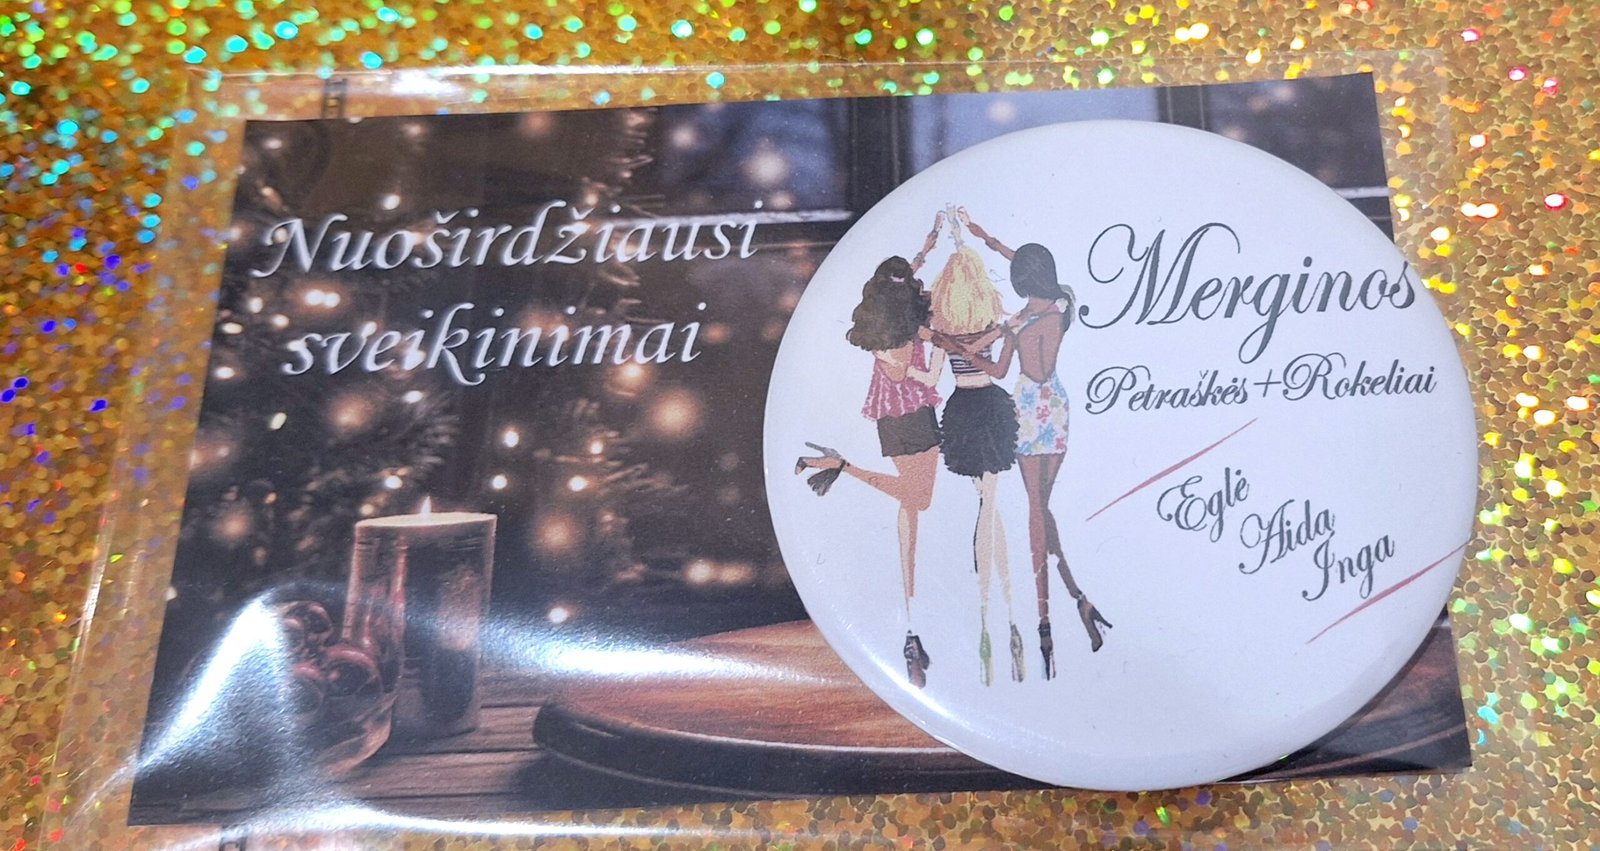 Nuoširdžiausi
sveikinimai
Merginos
Petraškės+Rokeliai
Eglė
Aida
Inga